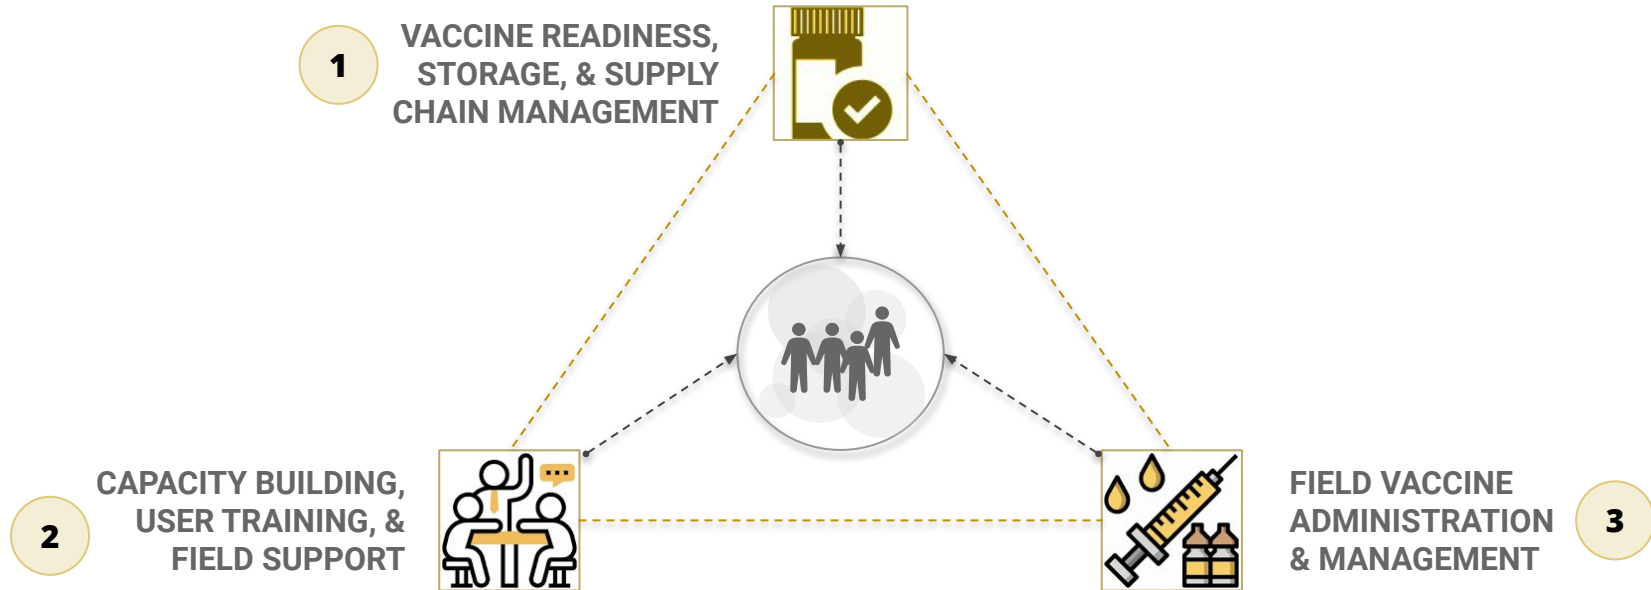 1
VACCINE READINESS,
STORAGE, & SUPPLY
CHAIN MANAGEMENT
2
CAPACITY BUILDING,
USER TRAINING, &
FIELD SUPPORT
FIELD VACCINE
ADMINISTRATION
& MANAGEMENT
3